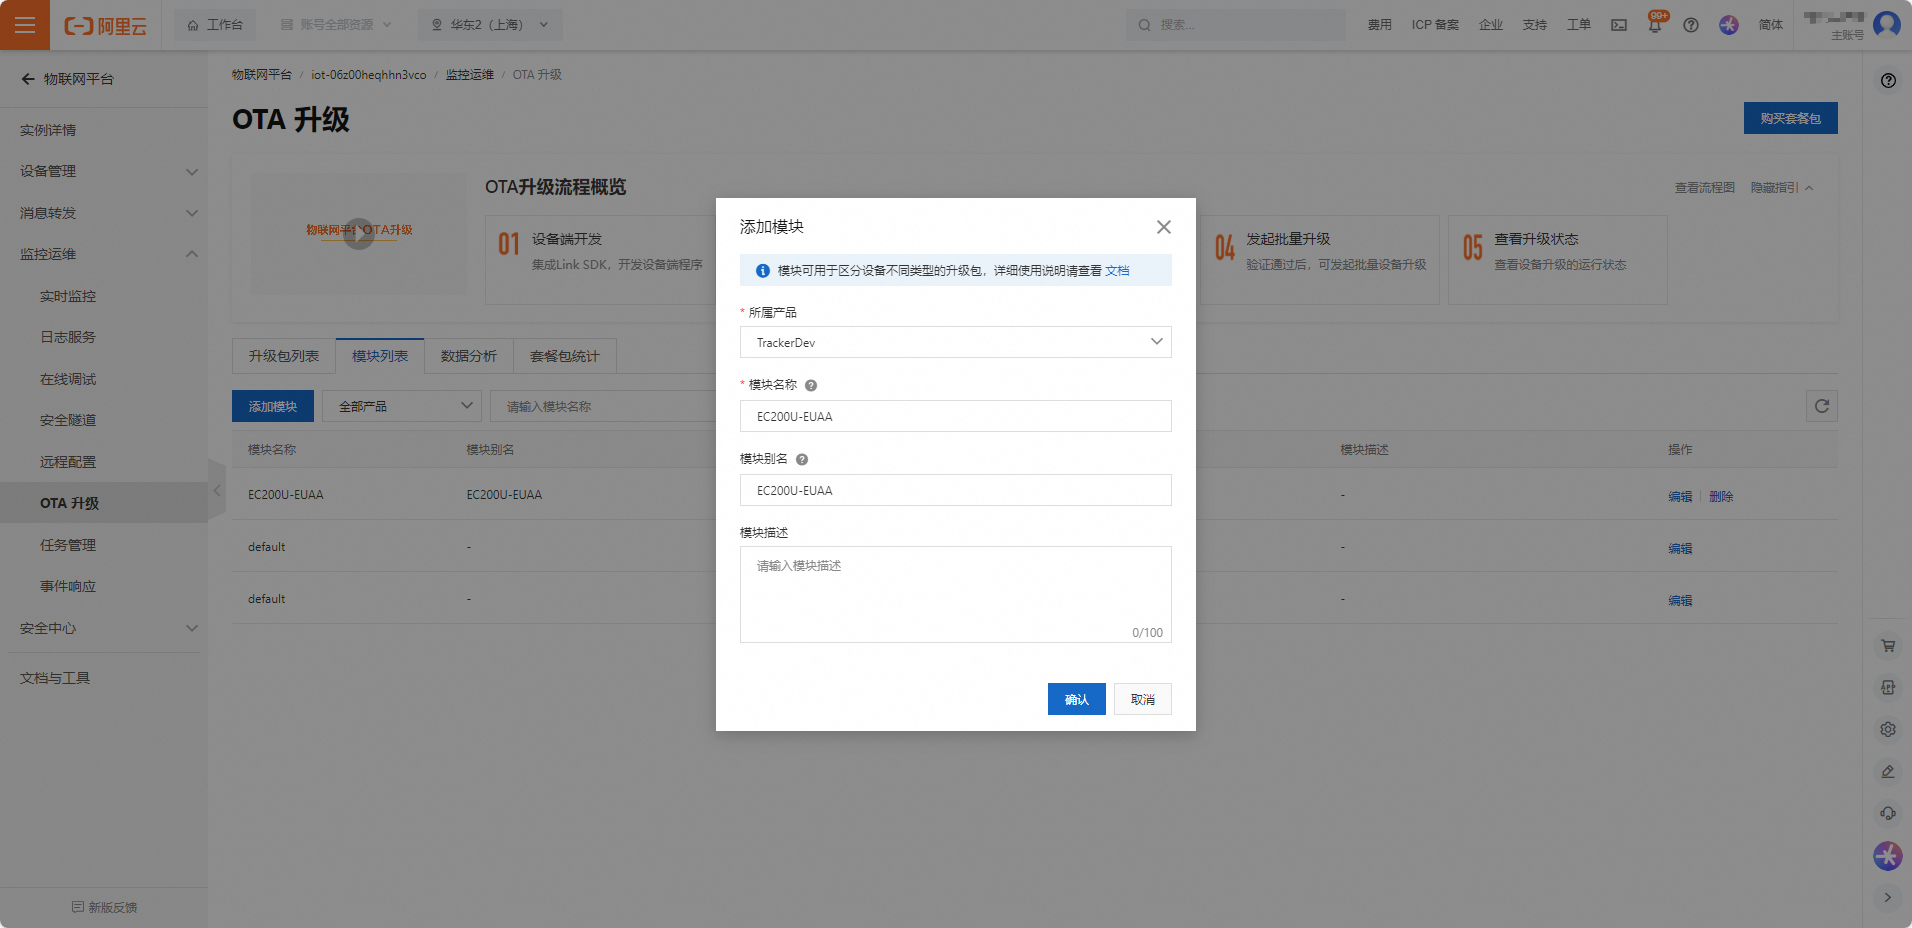 阿里云
工作台
账号全部资源
华东2（上海）
搜索...
费用
ICP 备案
企业
支持
工单
99+
简体
主账号
物联网平台
实例详情
设备管理
消息转发
监控运维
实时监控
日志服务
在线调试
安全隧道
远程配置
OTA 升级
任务管理
事件响应
安全中心
文档与工具
新版反馈
物联网平台 / iot-06z00heqhhn3vco / 监控运维 / OTA 升级
OTA 升级
购买套餐包
物联网平台OTA升级
OTA升级流程概览
查看流程图
隐藏指引
01
设备端开发
集成Link SDK，开发设备端程序
04
发起批量升级
验证通过后，可发起批量设备升级
05
查看升级状态
查看设备升级的运行状态
升级包列表
模块列表
数据分析
套餐包统计
添加模块
全部产品
请输入模块名称
模块名称
模块别名
模块描述
操作
EC200U-EUAA
EC200U-EUAA
-
编辑
删除
default
-
-
编辑
default
-
-
编辑
添加模块
模块可用于区分设备不同类型的升级包，详细使用说明请查看 文档
* 所属产品
TrackerDev
* 模块名称
EC200U-EUAA
模块别名
EC200U-EUAA
模块描述
请输入模块描述
0/100
确认
取消